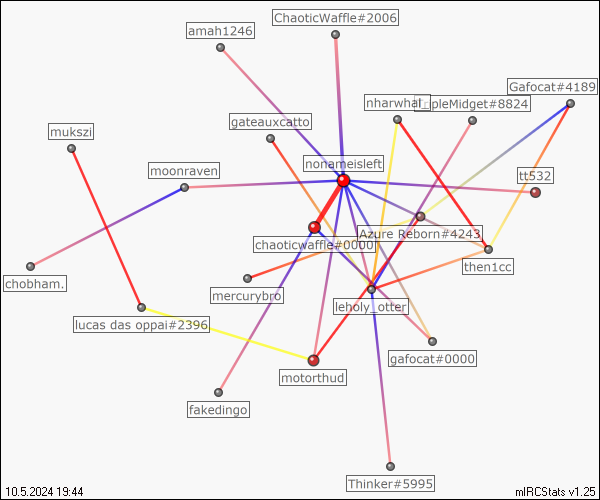 ChaoticWaffle#2006
amah1246
Gafocat#4189
nharwhal
pleMidget#8824
gateauxcatto
mukszi
nonameisleft
moonraven
tt532
Azure Reborn#4243
chaoticwaffle#0000
then1cc
chobham.
mercurybro
leholy_otter
lucas das oppai#2396
gafocat#0000
motorthud
fakedingo
Thinker#5995
10.5.2024 19:44
mIRCStats v1.25